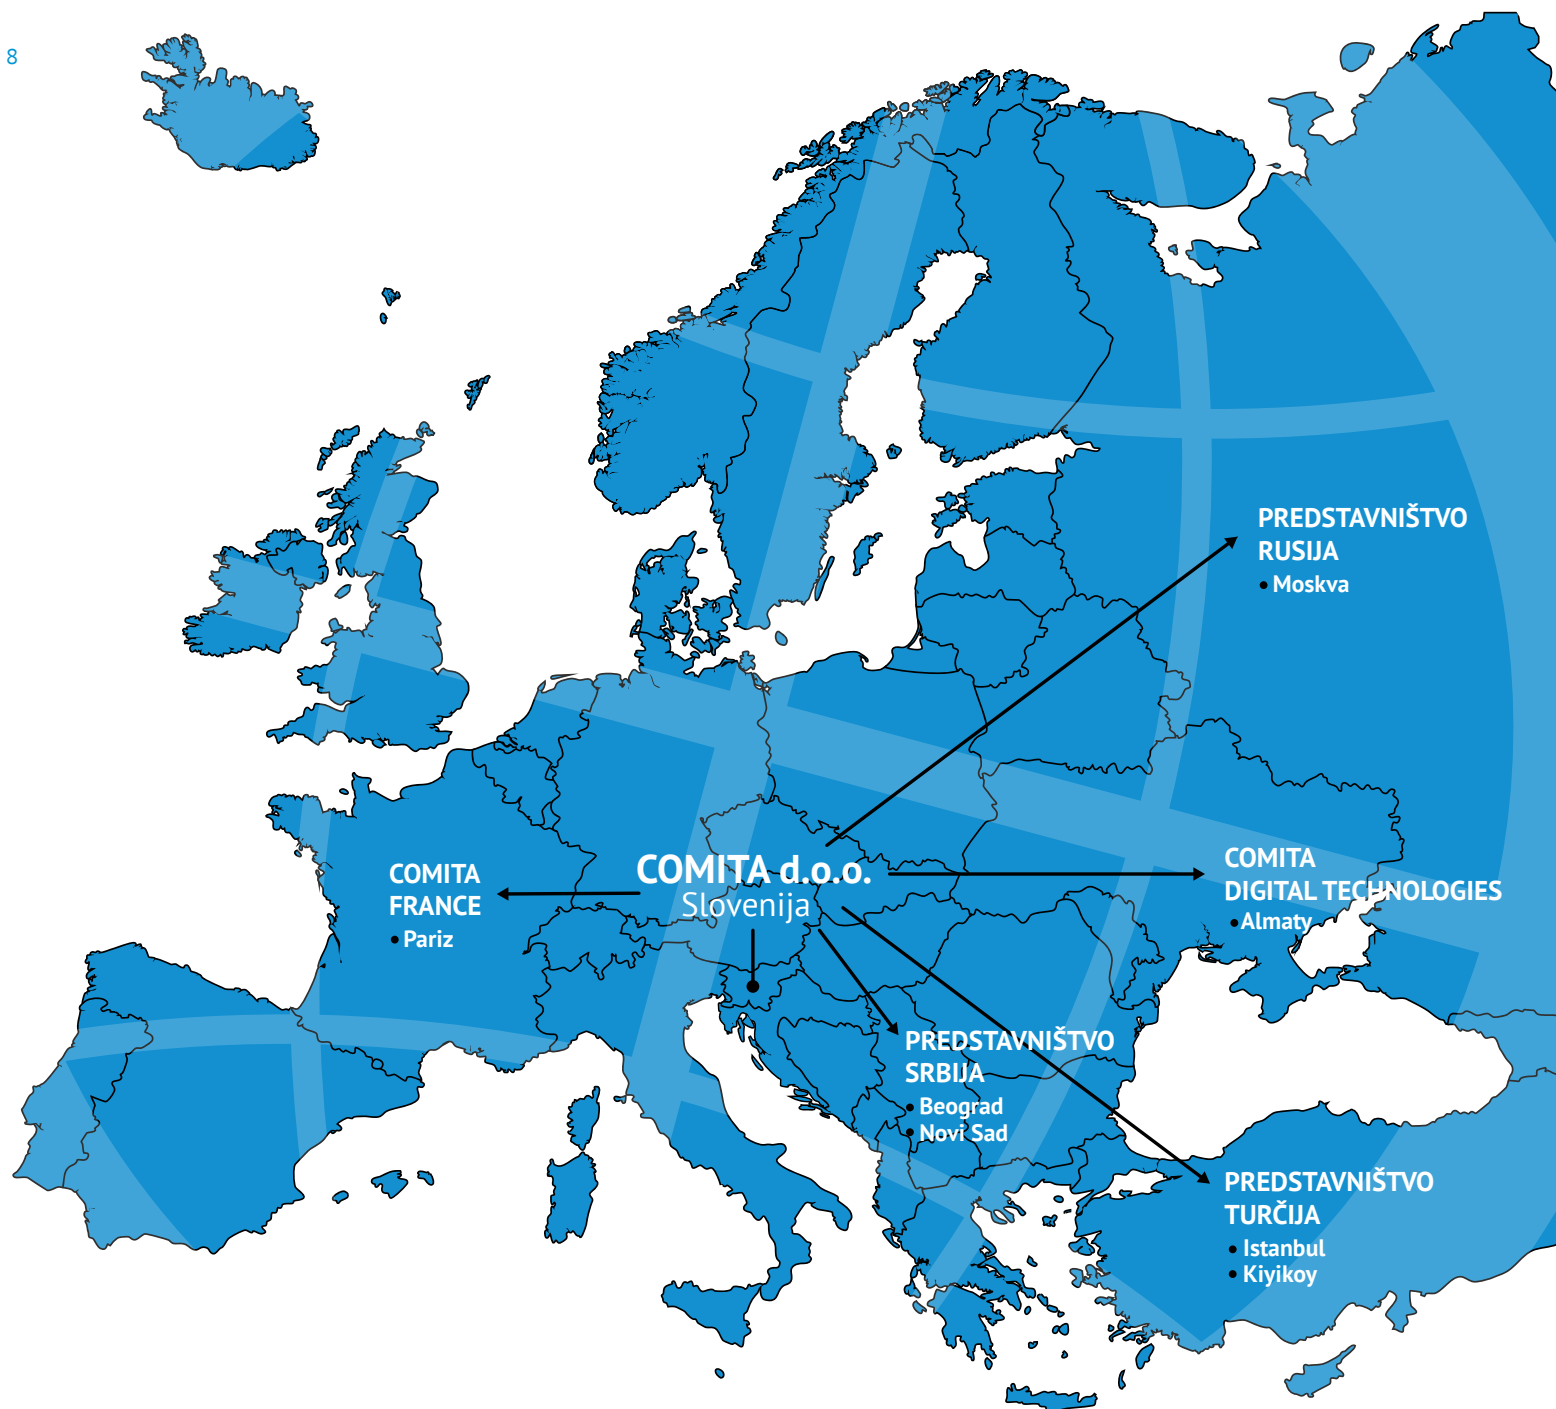 8
PREDSTAVNIŠTVO
RUSIJA
• Moskva
COMITA
FRANCE
• Pariz
COMITA d.o.o.
Slovenija
COMITA
DIGITAL TECHNOLOGIES
• Almaty
PREDSTAVNIŠTVO
SRBIJA
• Beograd
• Novi Sad
PREDSTAVNIŠTVO
TURČIJA
• Istanbul
• Kiyikoy